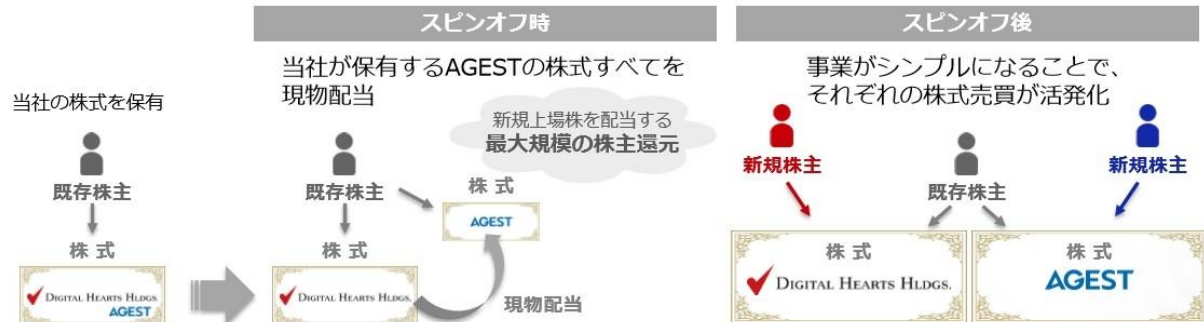 当社の株式を保有
既存株主
株 式
DIGITAL HEARTS HLDGS.
AGEST
スピンオフ時
当社が保有するAGESTの株式すべてを
現物配当
新規上場株を配当する
最大規模の株主還元
既存株主
株 式
AGEST
株 式
DIGITAL HEARTS HLDGS.
現物配当
スピンオフ後
事業がシンプルになることで、
それぞれの株式売買が活発化
新規株主
既存株主
新規株主
株 式
DIGITAL HEARTS HLDGS.
株 式
AGEST